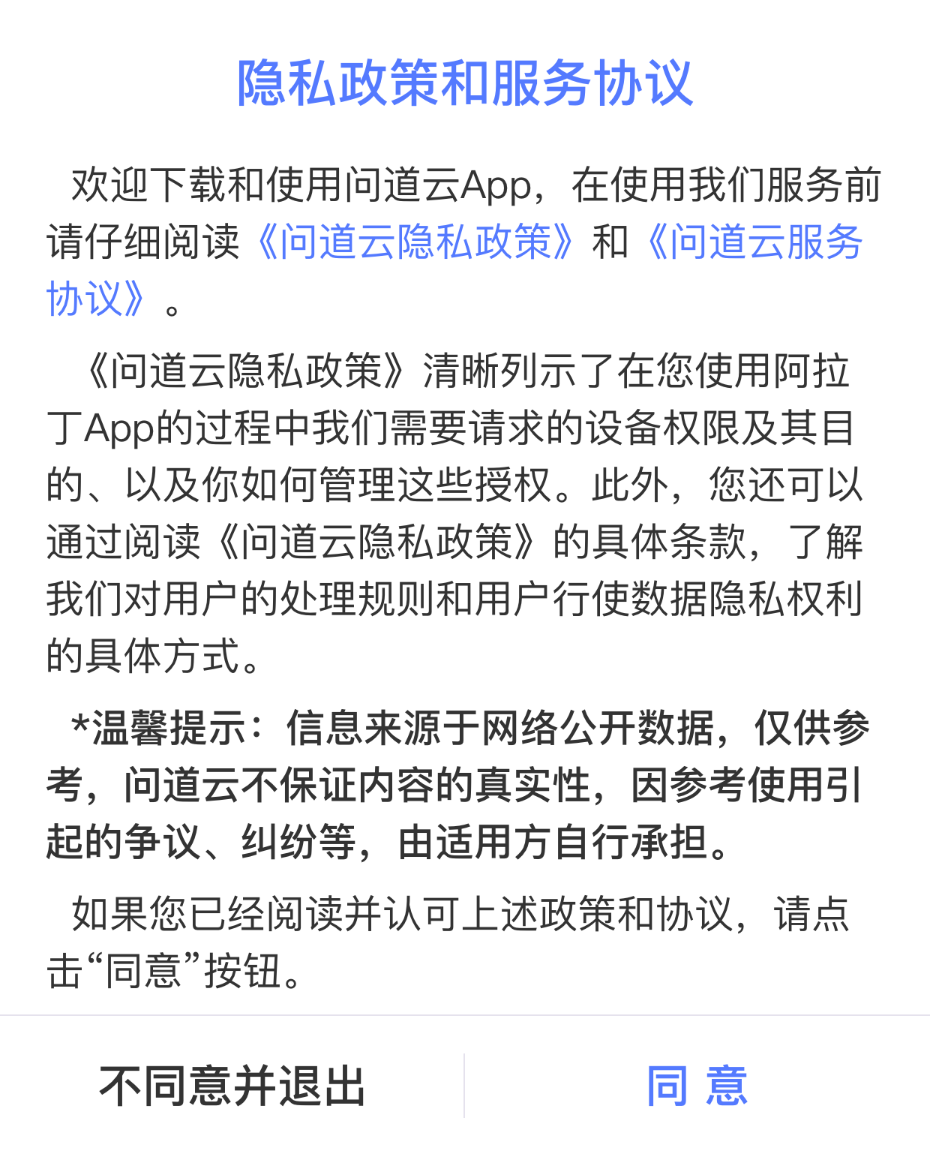 隐私政策和服务协议
欢迎下载和使用问道云App，在使用我们服务前
请仔细阅读《问道云隐私政策》和《问道云服务
协议》。
《问道云隐私政策》清晰列示了在您使用阿拉
丁App的过程中我们需要请求的设备权限及其目
的、以及你如何管理这些授权。此外，您还可以
通过阅读《问道云隐私政策》的具体条款，了解
我们对用户的处理规则和用户行使数据隐私权利
的具体方式。
*温馨提示：信息来源于网络公开数据，仅供参
考，问道云不保证内容的真实性，因参考使用引
起的争议、纠纷等，由适用方自行承担。
如果您已经阅读并认可上述政策和协议，请点
击“同意”按钮。
不同意并退出
同 意